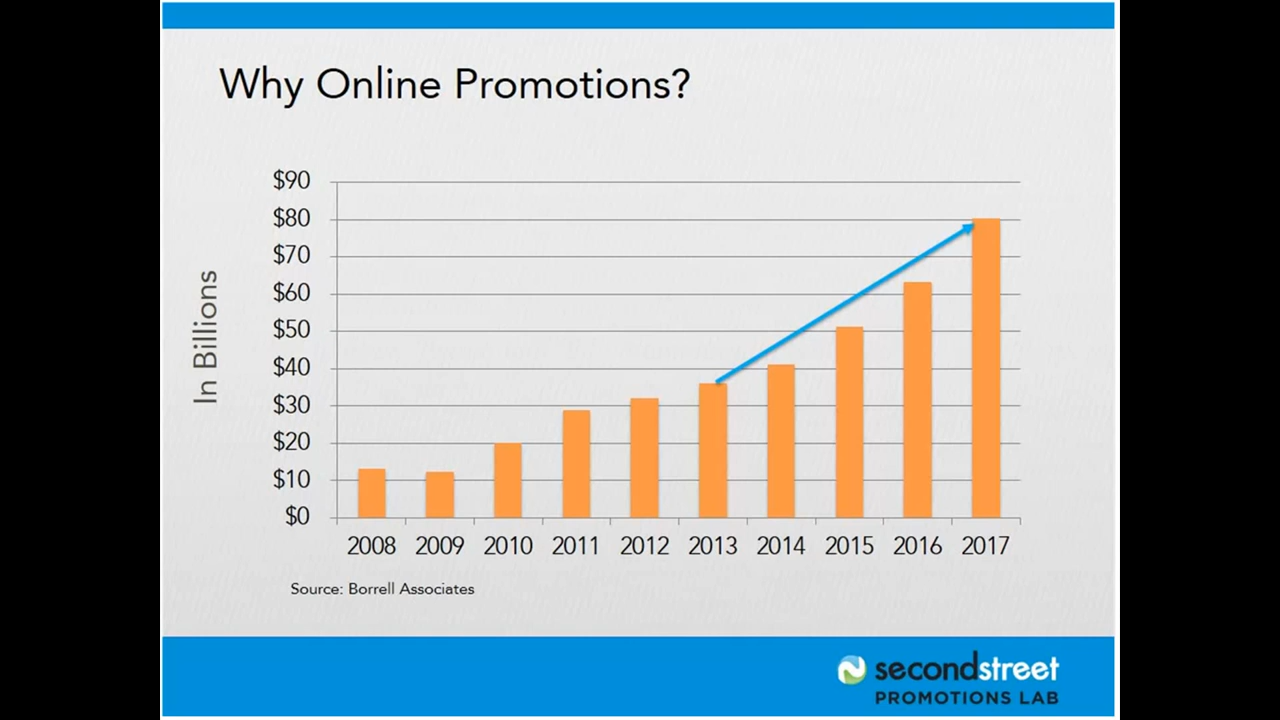 Why Online Promotions?
In Billions
$90
$80
$70
$60
$50
$40
$30
$20
$10
$0
2008 2009 2010 2011 2012 2013 2014 2015 2016 2017
Source: Borrell Associates
secondstreet
PROMOTIONS LAB